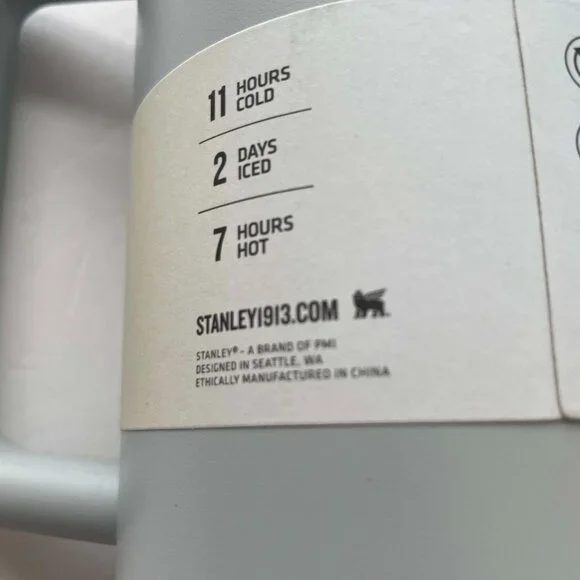 11 HOURS COLD
2 DAYS ICED
7 HOURS HOT
STANLEY1913.COM
STANLEY® - A BRAND OF PMI
DESIGNED IN SEATTLE, WA
ETHICALLY MANUFACTURED IN CHINA